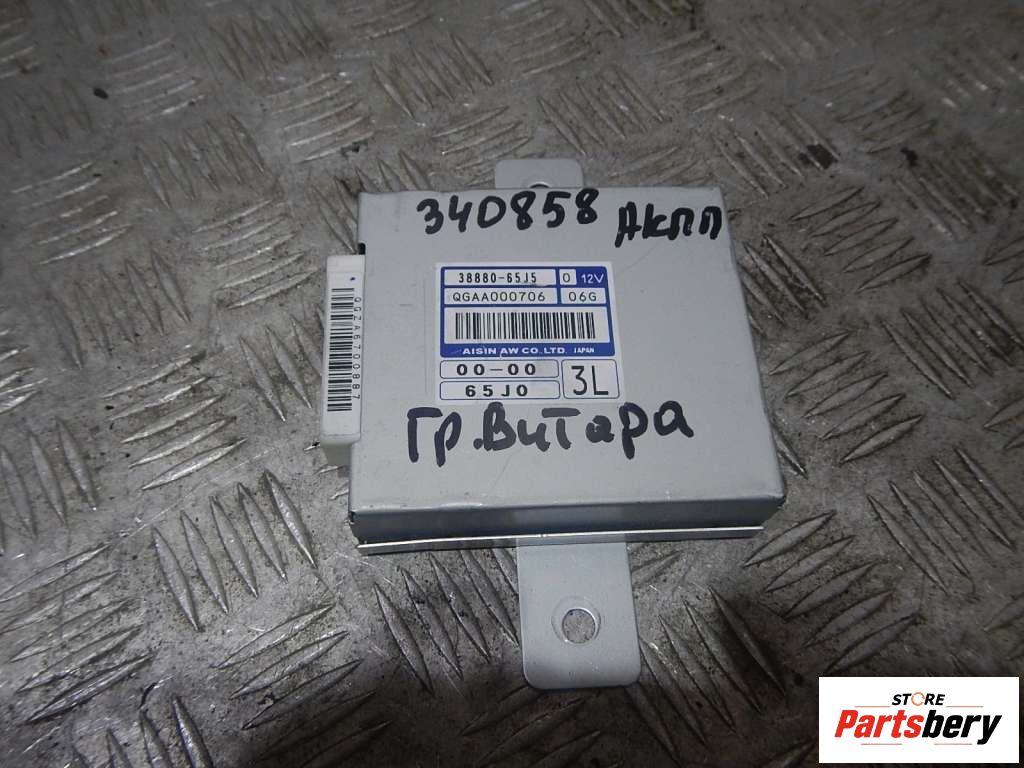 340858 АКПП
38880-65J5 0 12V
QGAA000706 06G
AISIN AW CO., LTD. JAPAN
00-00 3L
65J0
QGZA6700887
Гр.Витара
STORE
Partsbery